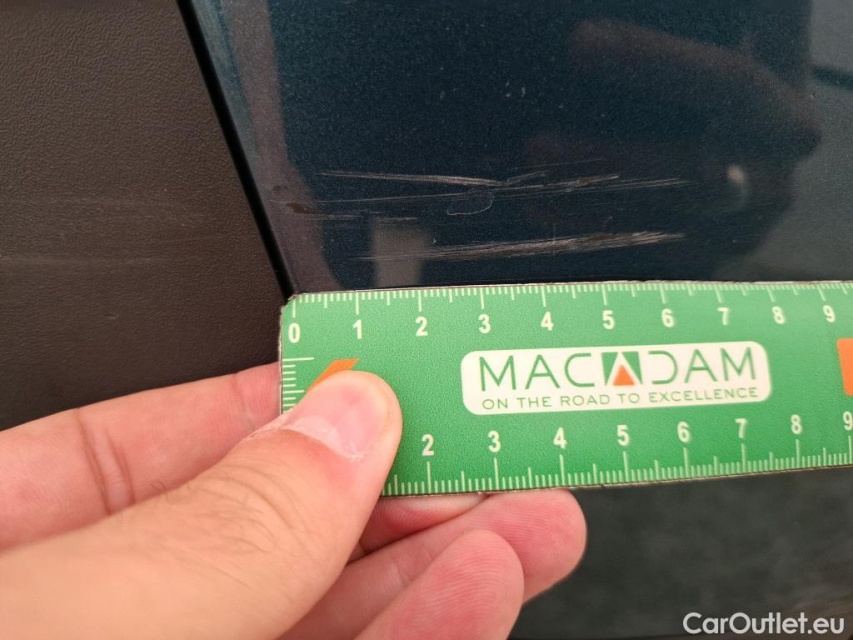 0 1 2 3 4 5 6 7 8 9
MACADAM
ON THE ROAD TO EXCELLENCE
2 3 4 5 6 7 8 9
CarOutlet.eu